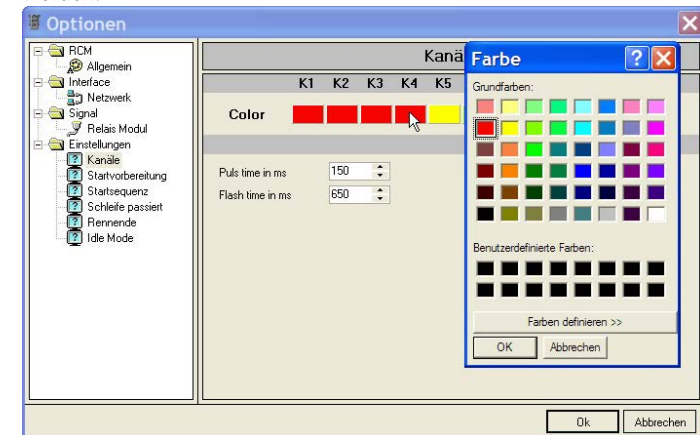 Optionen
RCM
Allgemein
Interface
Netzwerk
Signal
Relais Modul
Einstellungen
Kanäle
Startvorbereitung
Startsequenz
Schleife passiert
Rennende
Idle Mode
Kanä
K1 K2 K3 K4 K5
Color
Puls time in ms 150
Flash time in ms 650
Farbe
Grundfarben:
Benutzerdefinierte Farben:
Farben definieren >>
OK Abbrechen
Ok Abbrechen